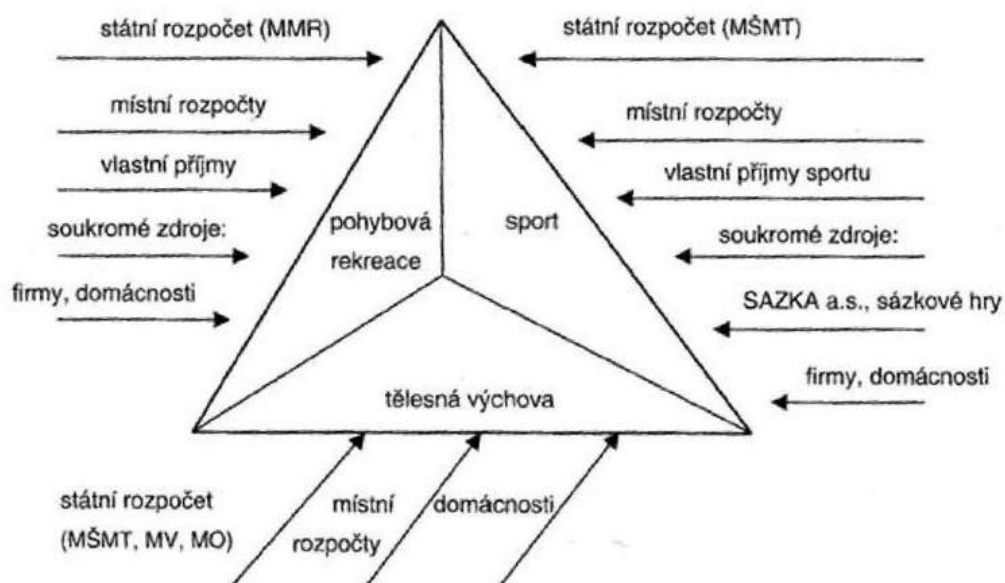 státní rozpočet (MMR)
státní rozpočet (MŠMT)
místní rozpočty
místní rozpočty
vlastní příjmy
vlastní příjmy sportu
soukromé zdroje:
pohybová
rekreace
sport
soukromé zdroje:
firmy, domácnosti
SAZKA a.s., sázkové hry
firmy, domácnosti
tělesná výchova
státní rozpočet
(MŠMT, MV, MO)
místní
rozpočty
domácnosti